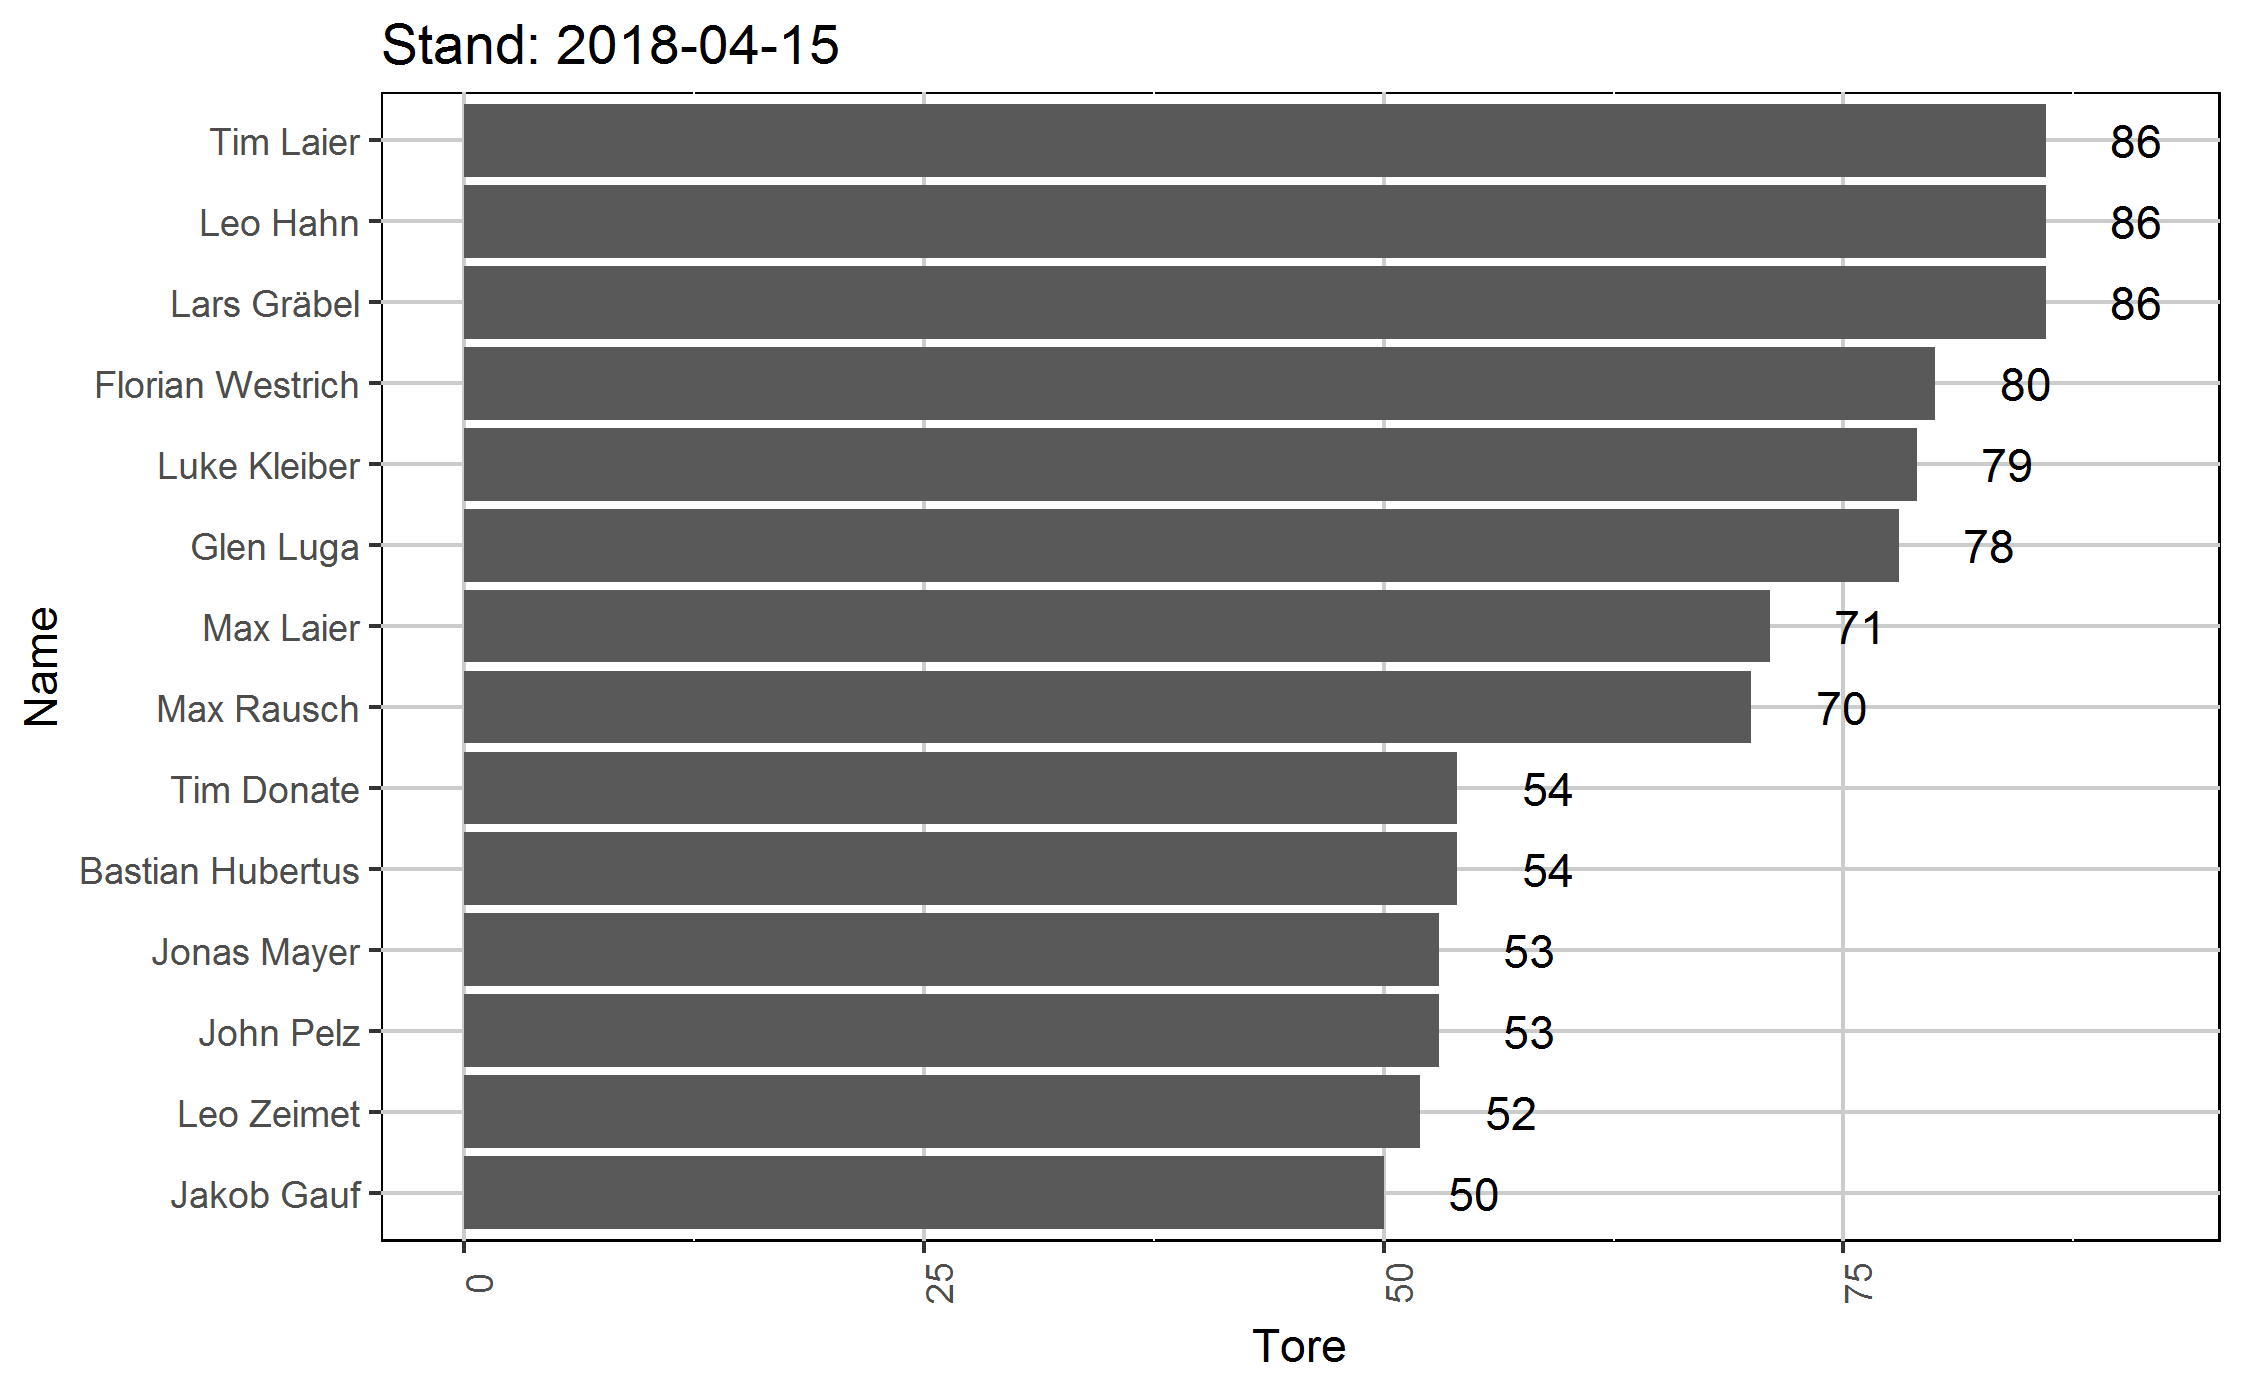 Stand: 2018-04-15
Name
Tim Laier 86
Leo Hahn 86
Lars Gräbel 86
Florian Westrich 80
Luke Kleiber 79
Glen Luga 78
Max Laier 71
Max Rausch 70
Tim Donate 54
Bastian Hubertus 54
Jonas Mayer 53
John Pelz 53
Leo Zeimet 52
Jakob Gauf 50
0 25 50 75
Tore